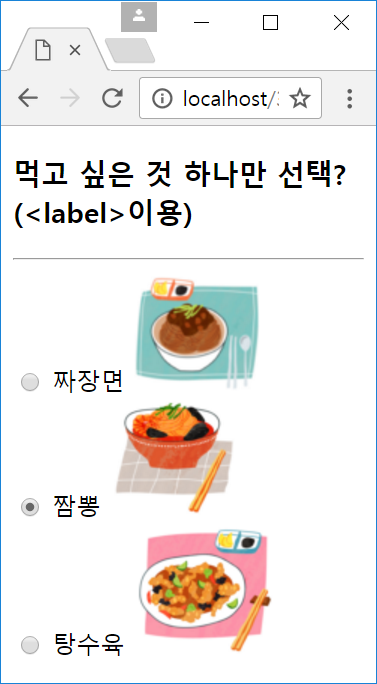 localhost/
먹고 싶은 것 하나만 선택?
(<label>이용)
짜장면
짬뽕
탕수육